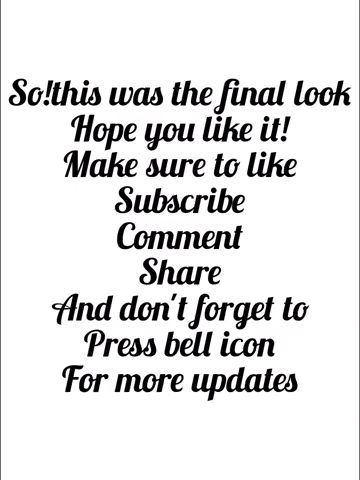 So!this was the final look
Hope you like it!
Make sure to like
Subscribe
Comment
Share
And don't forget to
Press bell icon
For more updates